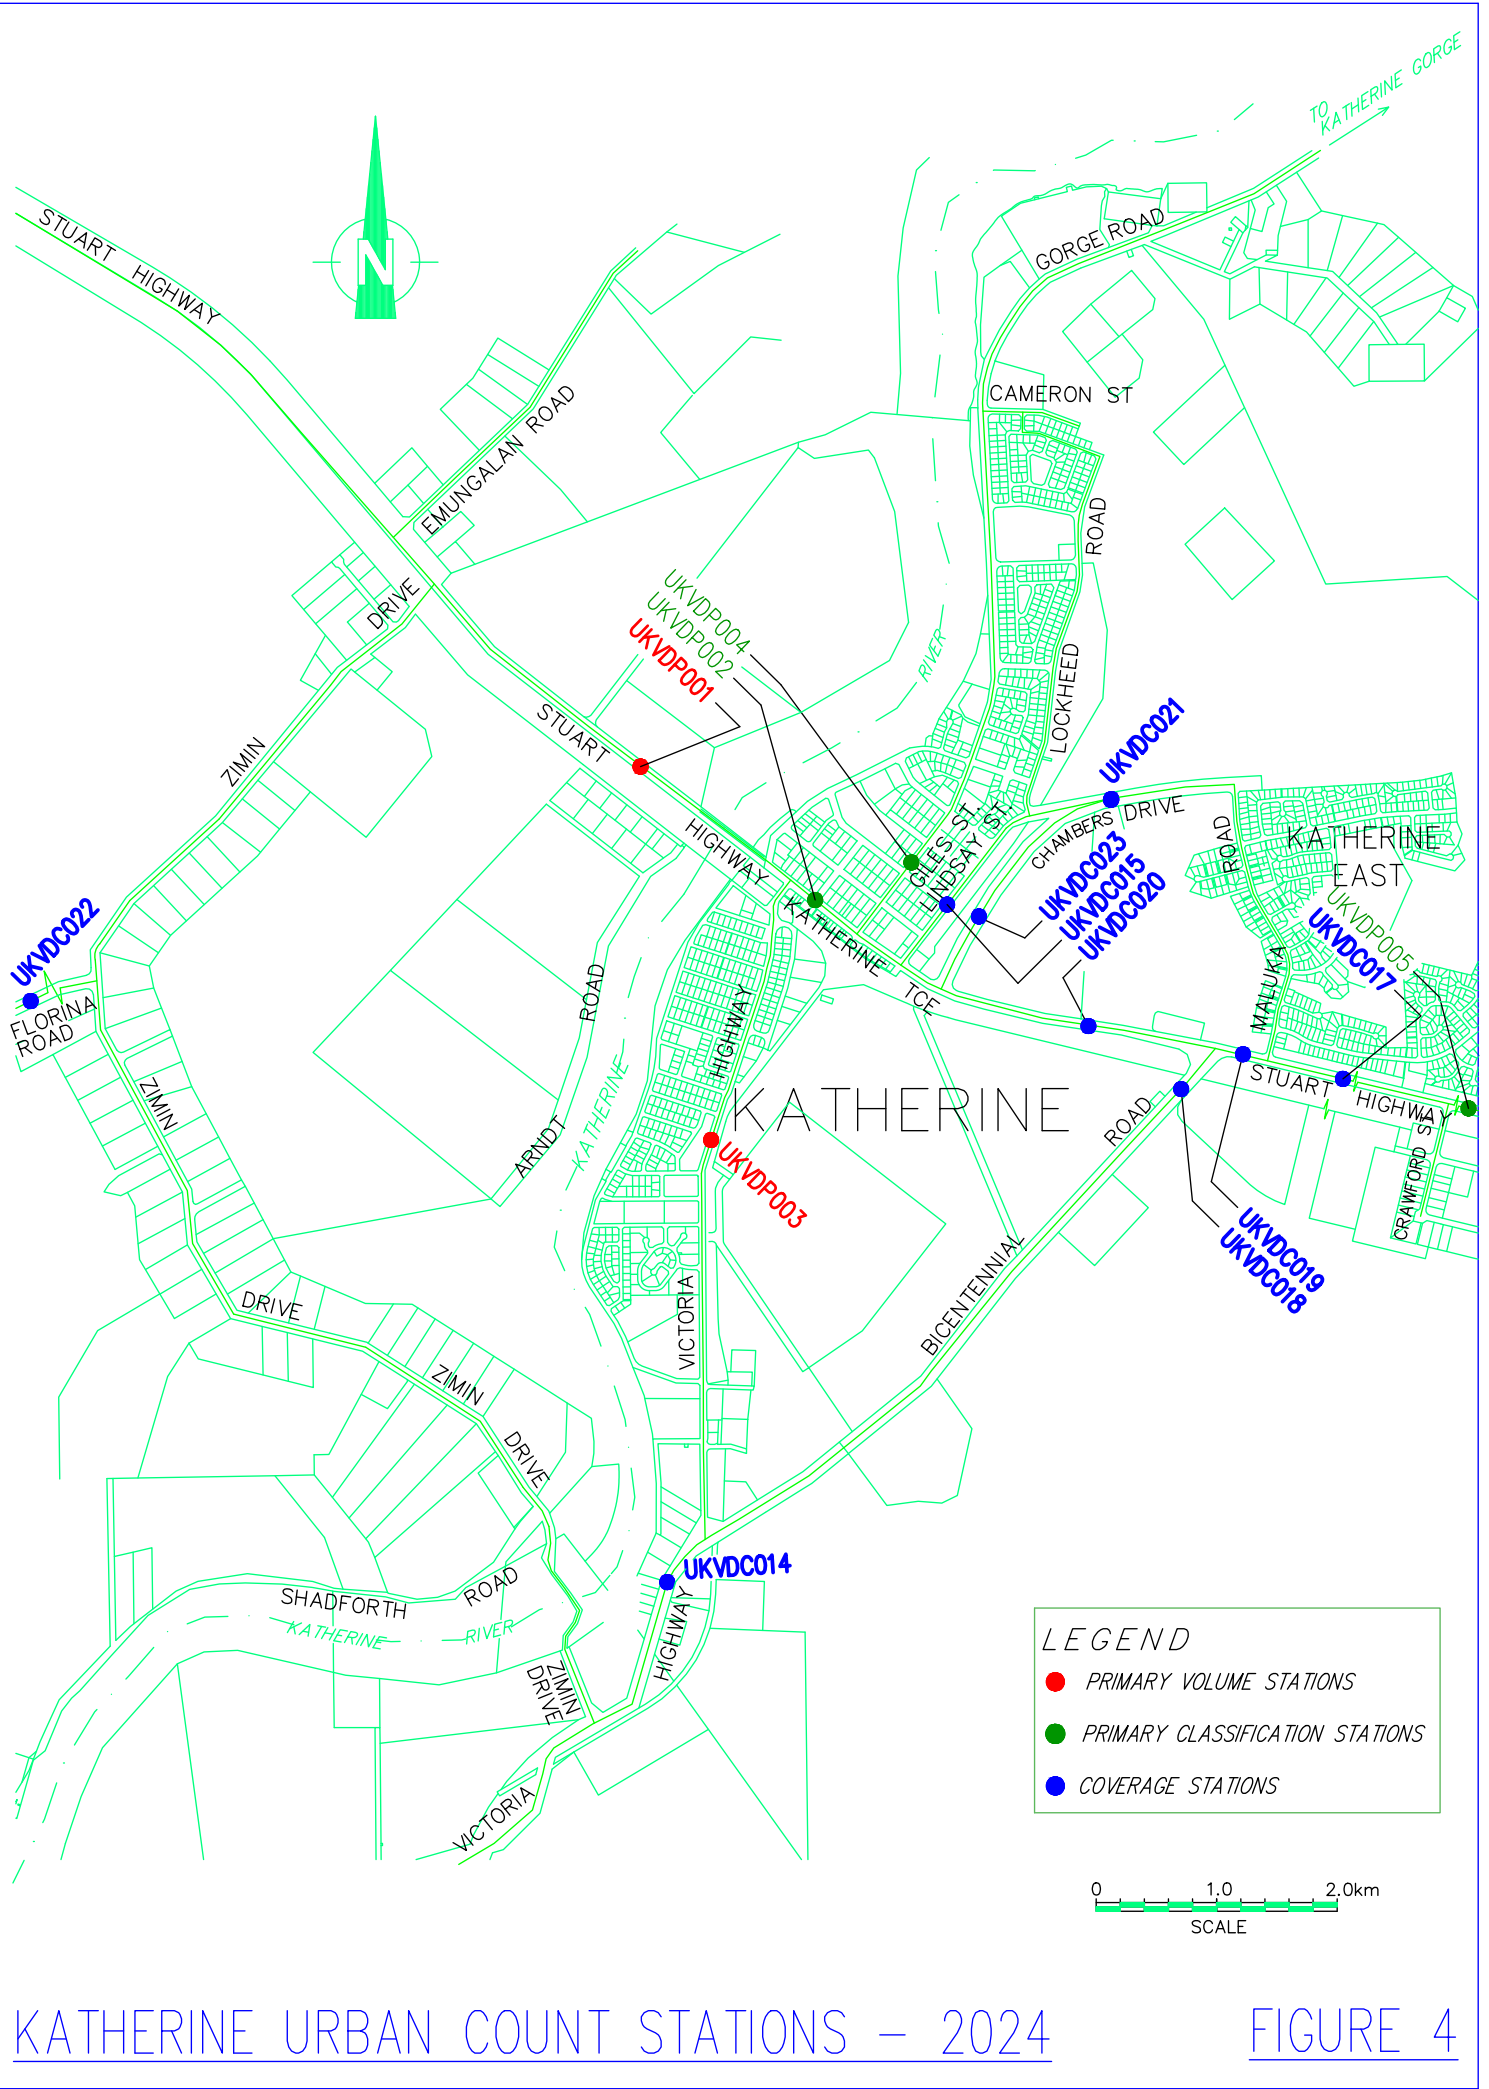 TO
KATHERINE GORGE
STUART HIGHWAY
N
GORGE ROAD
CAMERON ST
EMUNGALAN ROAD
ROAD
DRIVE
UKVDP004
UKVDP002
UKVDP001
RIVER
LOCKHEED
STUART
ZIMIN
UKVDC021
CHAMBERS DRIVE
GILES ST.
LINDSAY ST.
HIGHWAY
ROAD
KATHERINE
EAST
UKVDC023
UKVDC015
UKVDC020
UKVDP005
UKVDC017
UKVDC022
KATHERINE TCE
FLORINA
ROAD
ROAD
HIGHWAY
MALUKA
ZIMIN
ARNDT
KATHERINE
KATHERINE
STUART HIGHWAY
ROAD
CRAWFORD ST
UKVDP003
UKVDC019
UKVDC018
BICENTENNIAL
VICTORIA
DRIVE
ZIMIN
DRIVE
UKVDC014
SHADFORTH ROAD
KATHERINE RIVER
HIGHWAY
ZIMIN
DRIVE
VICTORIA
LEGEND
PRIMARY VOLUME STATIONS
PRIMARY CLASSIFICATION STATIONS
COVERAGE STATIONS
0 1.0 2.0km
SCALE
KATHERINE URBAN COUNT STATIONS – 2024 FIGURE 4